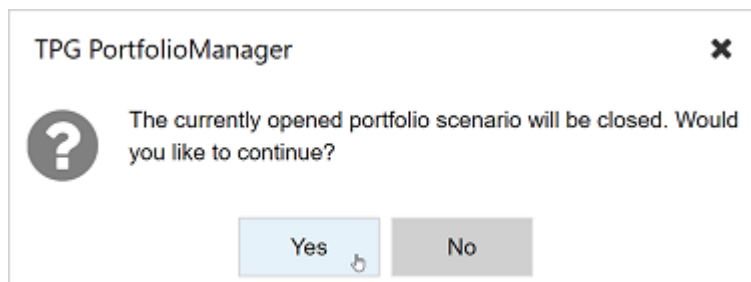 TPG PortfolioManager
The currently opened portfolio scenario will be closed. Would
you like to continue?
Yes
No